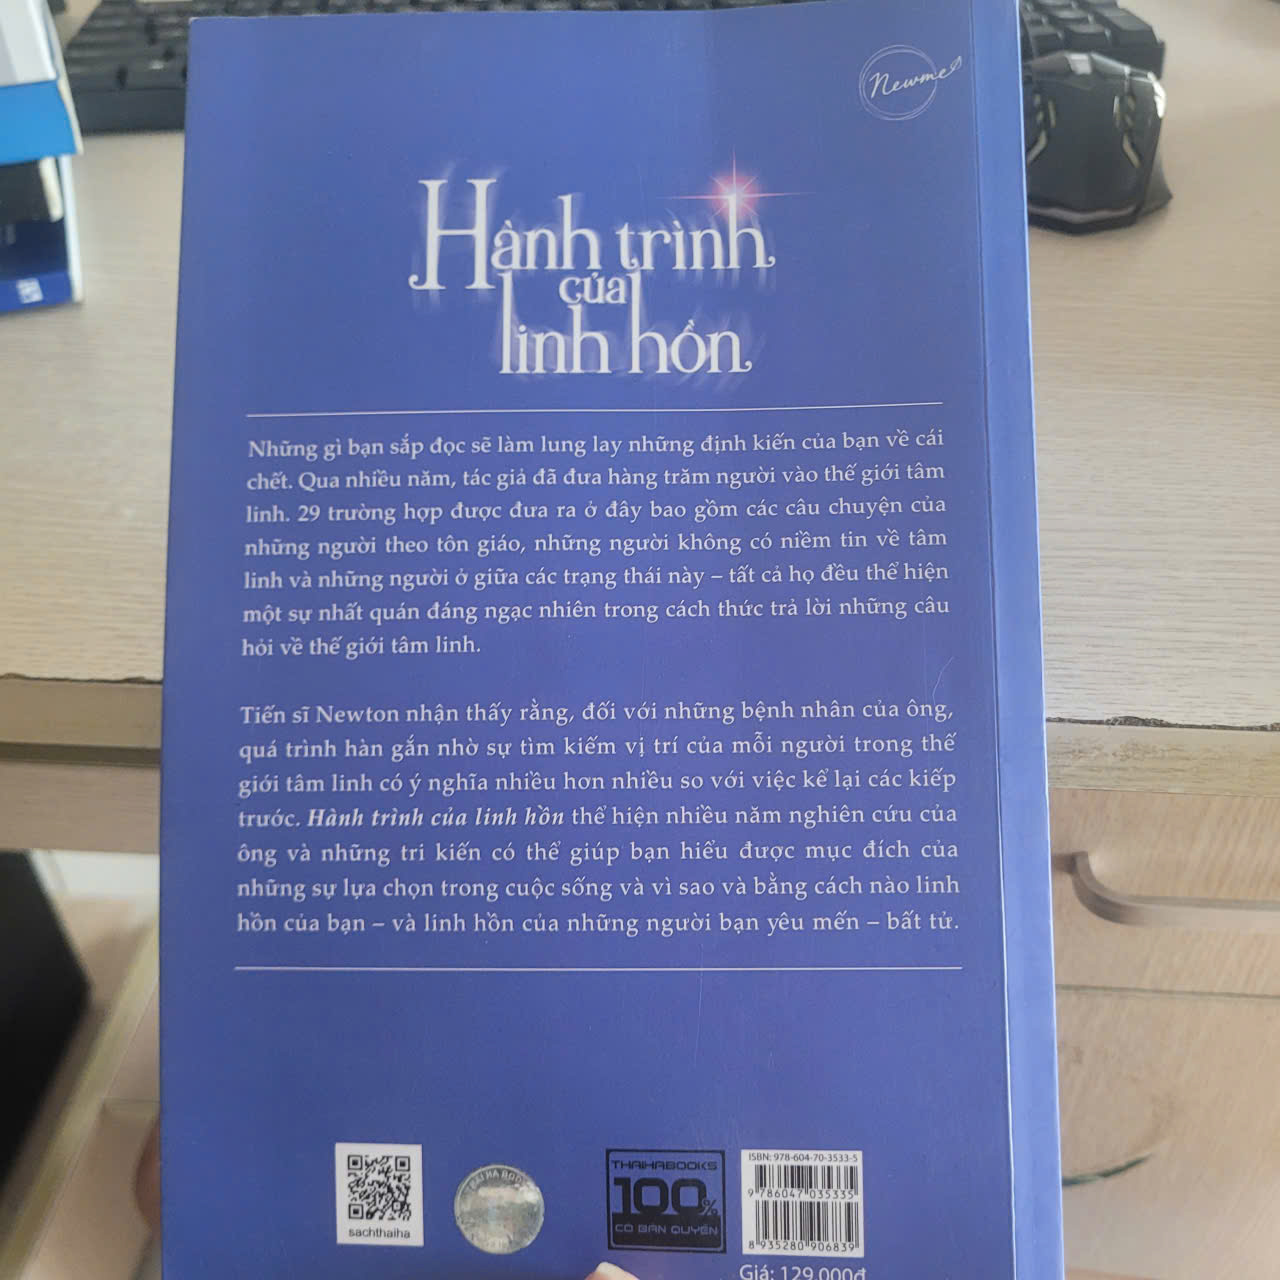 Newme
Hành trình
của
linh hồn
Những gì bạn sắp đọc sẽ làm lung lay những định kiến của bạn về cái
chết. Qua nhiều năm, tác giả đã đưa hàng trăm người vào thế giới tâm
linh. 29 trường hợp được đưa ra ở đây bao gồm các câu chuyện của
những người theo tôn giáo, những người không có niềm tin về tâm
linh và những người ở giữa các trạng thái này – tất cả họ đều thể hiện
một sự nhất quán đáng ngạc nhiên trong cách thức trả lời những câu
hỏi về thế giới tâm linh.
Tiến sĩ Newton nhận thấy rằng, đối với những bệnh nhân của ông,
quá trình hàn gắn nhờ sự tìm kiếm vị trí của mỗi người trong thế
giới tâm linh có ý nghĩa nhiều hơn nhiều so với việc kể lại các kiếp
trước. Hành trình của linh hồn thể hiện nhiều năm nghiên cứu của
ông và những tri kiến có thể giúp bạn hiểu được mục đích của
những sự lựa chọn trong cuộc sống và vì sao và bằng cách nào linh
hồn của bạn – và linh hồn của những người bạn yêu mến – bất tử.
sachthaiha
THAIHABOOKS
100%
CÓ BẢN QUYỀN
ISBN: 978-604-70-3533-5
9 786047 035335
8 935280 906839
Giá: 129.000đ